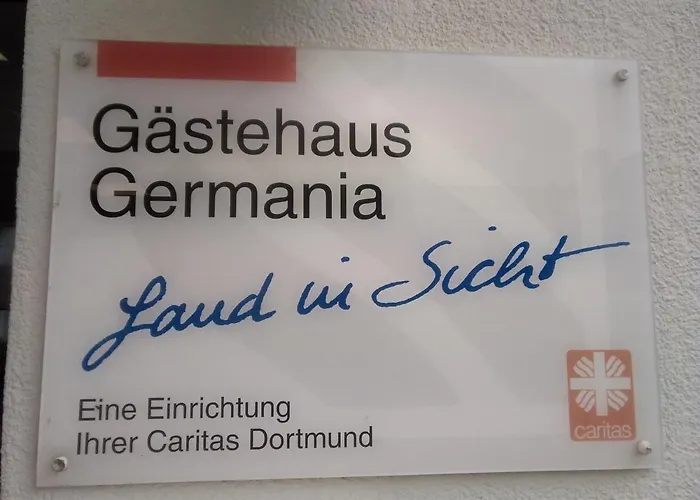 Gästehaus
Germania
Land in Sicht
Eine Einrichtung
Ihrer Caritas Dortmund
caritas